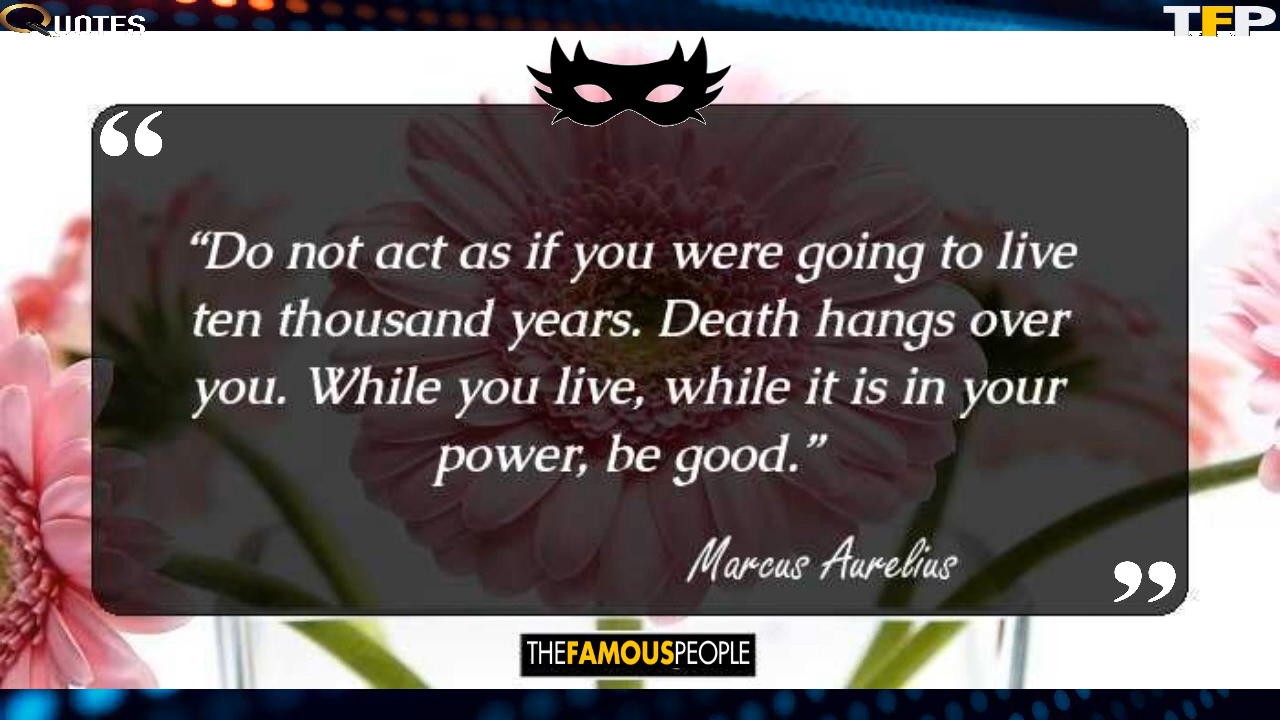 QUOTES
TFP
“Do not act as if you were going to live
ten thousand years. Death hangs over
you. While you live, while it is in your
power, be good.”
Marcus Aurelius
THEFAMOUSPEOPLE